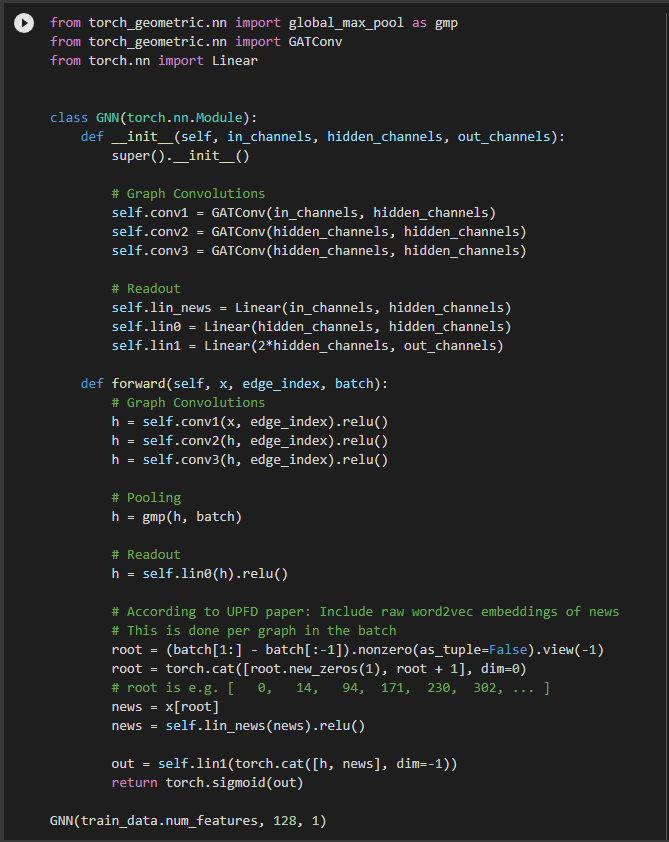 from torch_geometric.nn import global_max_pool as gmp
from torch_geometric.nn import GATConv
from torch.nn import Linear
class GNN(torch.nn.Module):
    def __init__(self, in_channels, hidden_channels, out_channels):
        super().__init__()
        # Graph Convolutions
        self.conv1 = GATConv(in_channels, hidden_channels)
        self.conv2 = GATConv(hidden_channels, hidden_channels)
        self.conv3 = GATConv(hidden_channels, hidden_channels)
        # Readout
        self.lin_news = Linear(in_channels, hidden_channels)
        self.lin0 = Linear(hidden_channels, hidden_channels)
        self.lin1 = Linear(2*hidden_channels, out_channels)
    def forward(self, x, edge_index, batch):
        # Graph Convolutions
        h = self.conv1(x, edge_index).relu()
        h = self.conv2(h, edge_index).relu()
        h = self.conv3(h, edge_index).relu()
        # Pooling
        h = gmp(h, batch)
        # Readout
        h = self.lin0(h).relu()
        # According to UPFD paper: Include raw word2vec embeddings of news
        # This is done per graph in the batch
        root = (batch[1:] - batch[:-1]).nonzero(as_tuple=False).view(-1)
        root = torch.cat([root.new_zeros(1), root + 1], dim=0)
        # root is e.g. [   0,   14,   94,  171,  230,  302, ... ]
        news = x[root]
        news = self.lin_news(news).relu()
        out = self.lin1(torch.cat([h, news], dim=-1))
        return torch.sigmoid(out)
GNN(train_data.num_features, 128, 1)